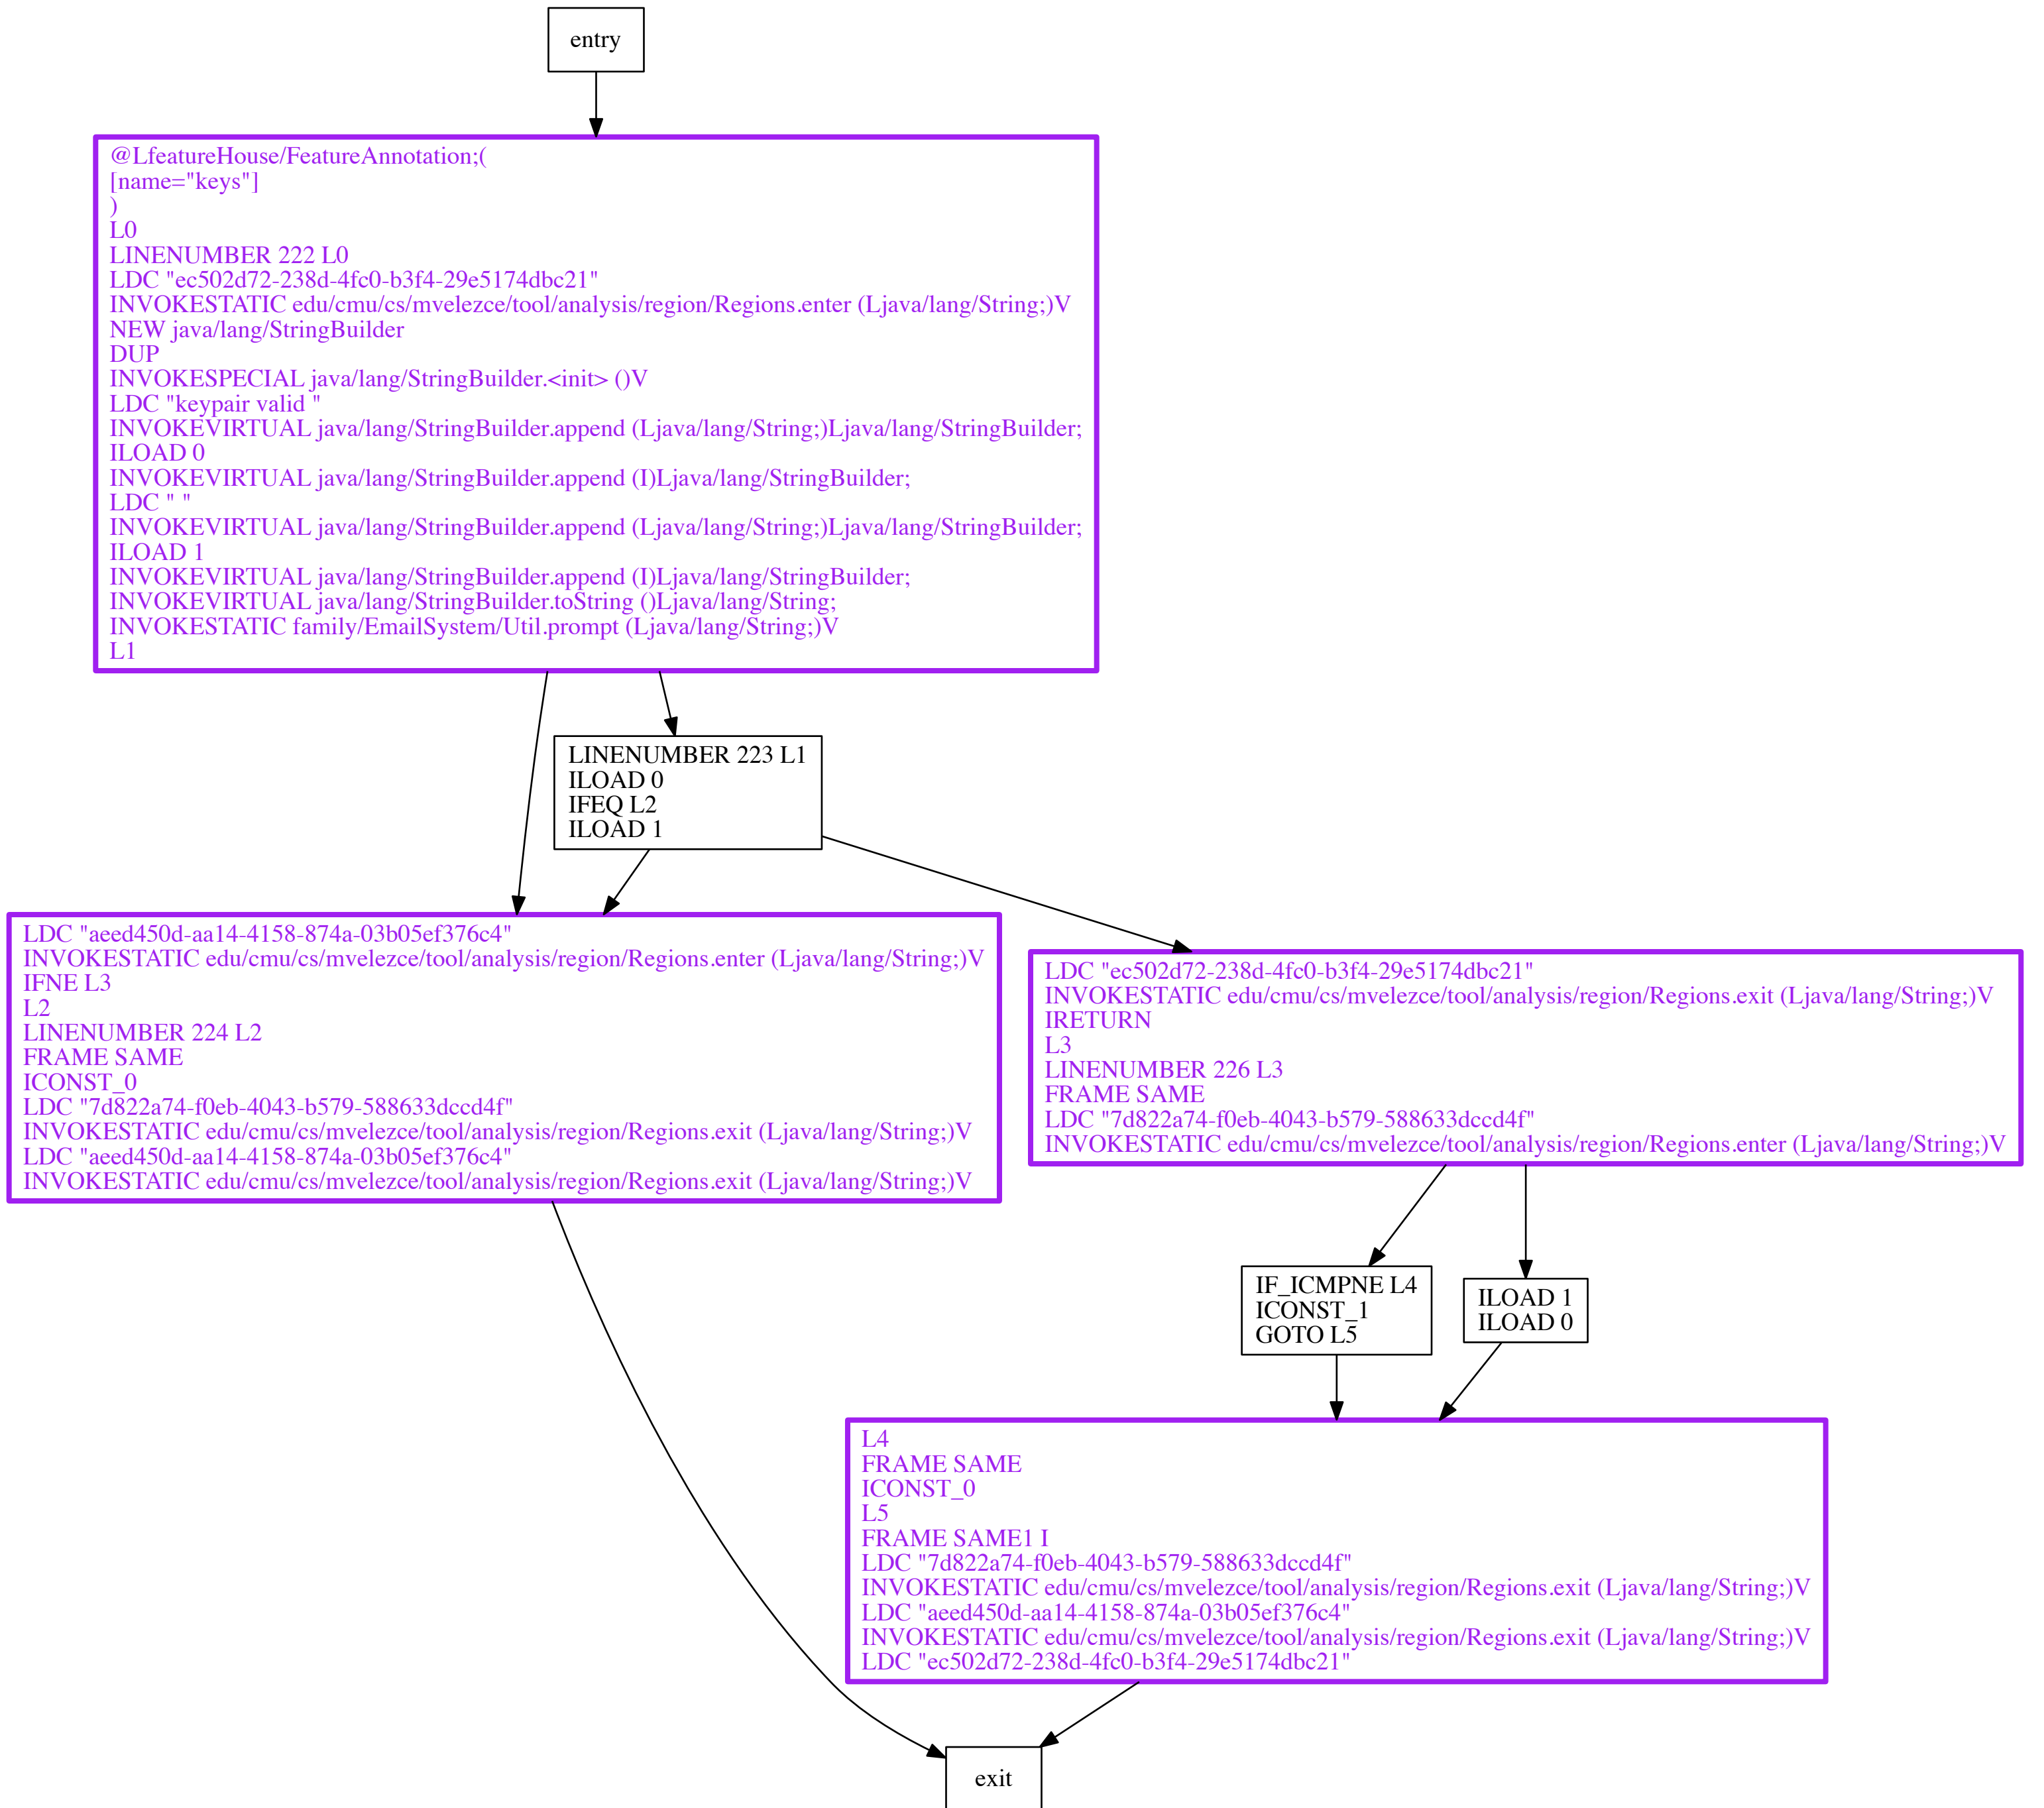 entry
@LfeatureHouse/FeatureAnnotation;(
[name="keys"]
)
L0
LINENUMBER 222 L0
LDC "ec502d72-238d-4fc0-b3f4-29e5174dbc21"
INVOKESTATIC edu/cmu/cs/mvelezce/tool/analysis/region/Regions.enter (Ljava/lang/String;)V
NEW java/lang/StringBuilder
DUP
INVOKESPECIAL java/lang/StringBuilder.<init> ()V
LDC "keypair valid "
INVOKEVIRTUAL java/lang/StringBuilder.append (Ljava/lang/String;)Ljava/lang/StringBuilder;
ILOAD 0
INVOKEVIRTUAL java/lang/StringBuilder.append (I)Ljava/lang/StringBuilder;
LDC " "
INVOKEVIRTUAL java/lang/StringBuilder.append (Ljava/lang/String;)Ljava/lang/StringBuilder;
ILOAD 1
INVOKEVIRTUAL java/lang/StringBuilder.append (I)Ljava/lang/StringBuilder;
INVOKEVIRTUAL java/lang/StringBuilder.toString ()Ljava/lang/String;
INVOKESTATIC family/EmailSystem/Util.prompt (Ljava/lang/String;)V
L1
LINENUMBER 223 L1
ILOAD 0
IFEQ L2
ILOAD 1
LDC "aeed450d-aa14-4158-874a-03b05ef376c4"
INVOKESTATIC edu/cmu/cs/mvelezce/tool/analysis/region/Regions.enter (Ljava/lang/String;)V
IFNE L3
L2
LINENUMBER 224 L2
FRAME SAME
ICONST_0
LDC "7d822a74-f0eb-4043-b579-588633dccd4f"
INVOKESTATIC edu/cmu/cs/mvelezce/tool/analysis/region/Regions.exit (Ljava/lang/String;)V
LDC "aeed450d-aa14-4158-874a-03b05ef376c4"
INVOKESTATIC edu/cmu/cs/mvelezce/tool/analysis/region/Regions.exit (Ljava/lang/String;)V
LDC "ec502d72-238d-4fc0-b3f4-29e5174dbc21"
INVOKESTATIC edu/cmu/cs/mvelezce/tool/analysis/region/Regions.exit (Ljava/lang/String;)V
IRETURN
L3
LINENUMBER 226 L3
FRAME SAME
LDC "7d822a74-f0eb-4043-b579-588633dccd4f"
INVOKESTATIC edu/cmu/cs/mvelezce/tool/analysis/region/Regions.enter (Ljava/lang/String;)V
IF_ICMPNE L4
ICONST_1
GOTO L5
ILOAD 1
ILOAD 0
L4
FRAME SAME
ICONST_0
L5
FRAME SAME1 I
LDC "7d822a74-f0eb-4043-b579-588633dccd4f"
INVOKESTATIC edu/cmu/cs/mvelezce/tool/analysis/region/Regions.exit (Ljava/lang/String;)V
LDC "aeed450d-aa14-4158-874a-03b05ef376c4"
INVOKESTATIC edu/cmu/cs/mvelezce/tool/analysis/region/Regions.exit (Ljava/lang/String;)V
LDC "ec502d72-238d-4fc0-b3f4-29e5174dbc21"
exit